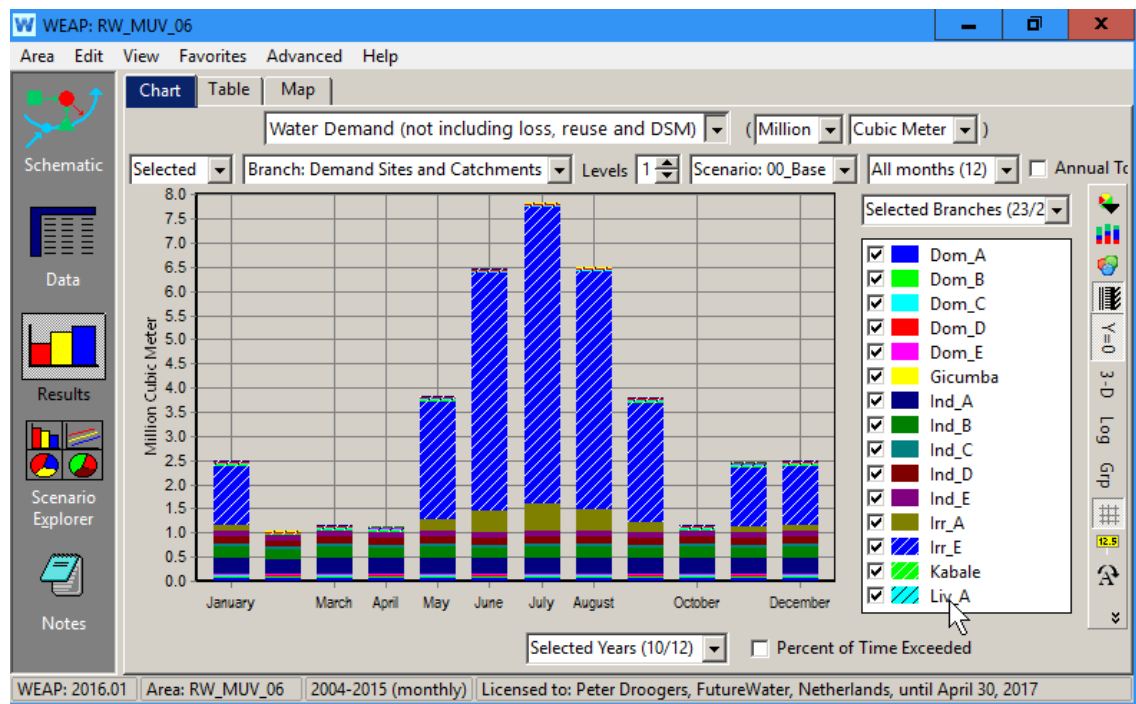 WEAP: RW_MUV_06
Area Edit View Favorites Advanced Help
Chart Table Map
Water Demand (not including loss, reuse and DSM) ( Million Cubic Meter )
Selected Branch: Demand Sites and Catchments Levels 1 Scenario: 00_Base All months (12) Annual To
Schematic
Data
Results
Scenario
Explorer
Notes
Million Cubic Meter
8.0
7.5
7.0
6.5
6.0
5.5
5.0
4.5
4.0
3.5
3.0
2.5
2.0
1.5
1.0
0.5
0.0
January March April May June July August October December
Selected Branches (23/2
Dom_A
Dom_B
Dom_C
Dom_D
Dom_E
Gicumba
Ind_A
Ind_B
Ind_C
Ind_D
Ind_E
Irr_A
Irr_E
Kabale
Liv_A
Y=0
3-D
Log
Grp
12.5
A
Selected Years (10/12) Percent of Time Exceeded
WEAP: 2016.01 Area: RW_MUV_06 2004-2015 (monthly) Licensed to: Peter Droogers, FutureWater, Netherlands, until April 30, 2017